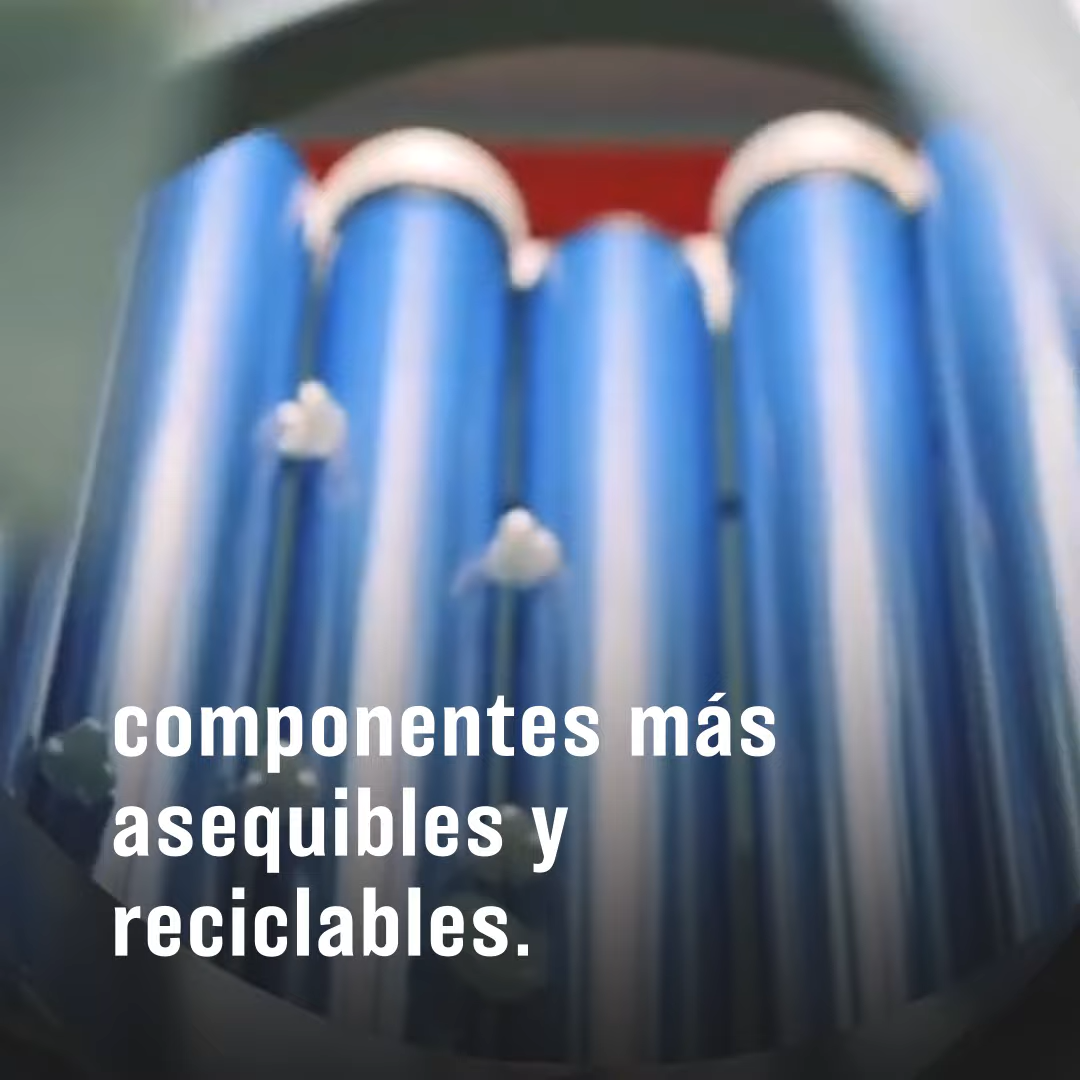 componentes más
asequibles y
reciclables.